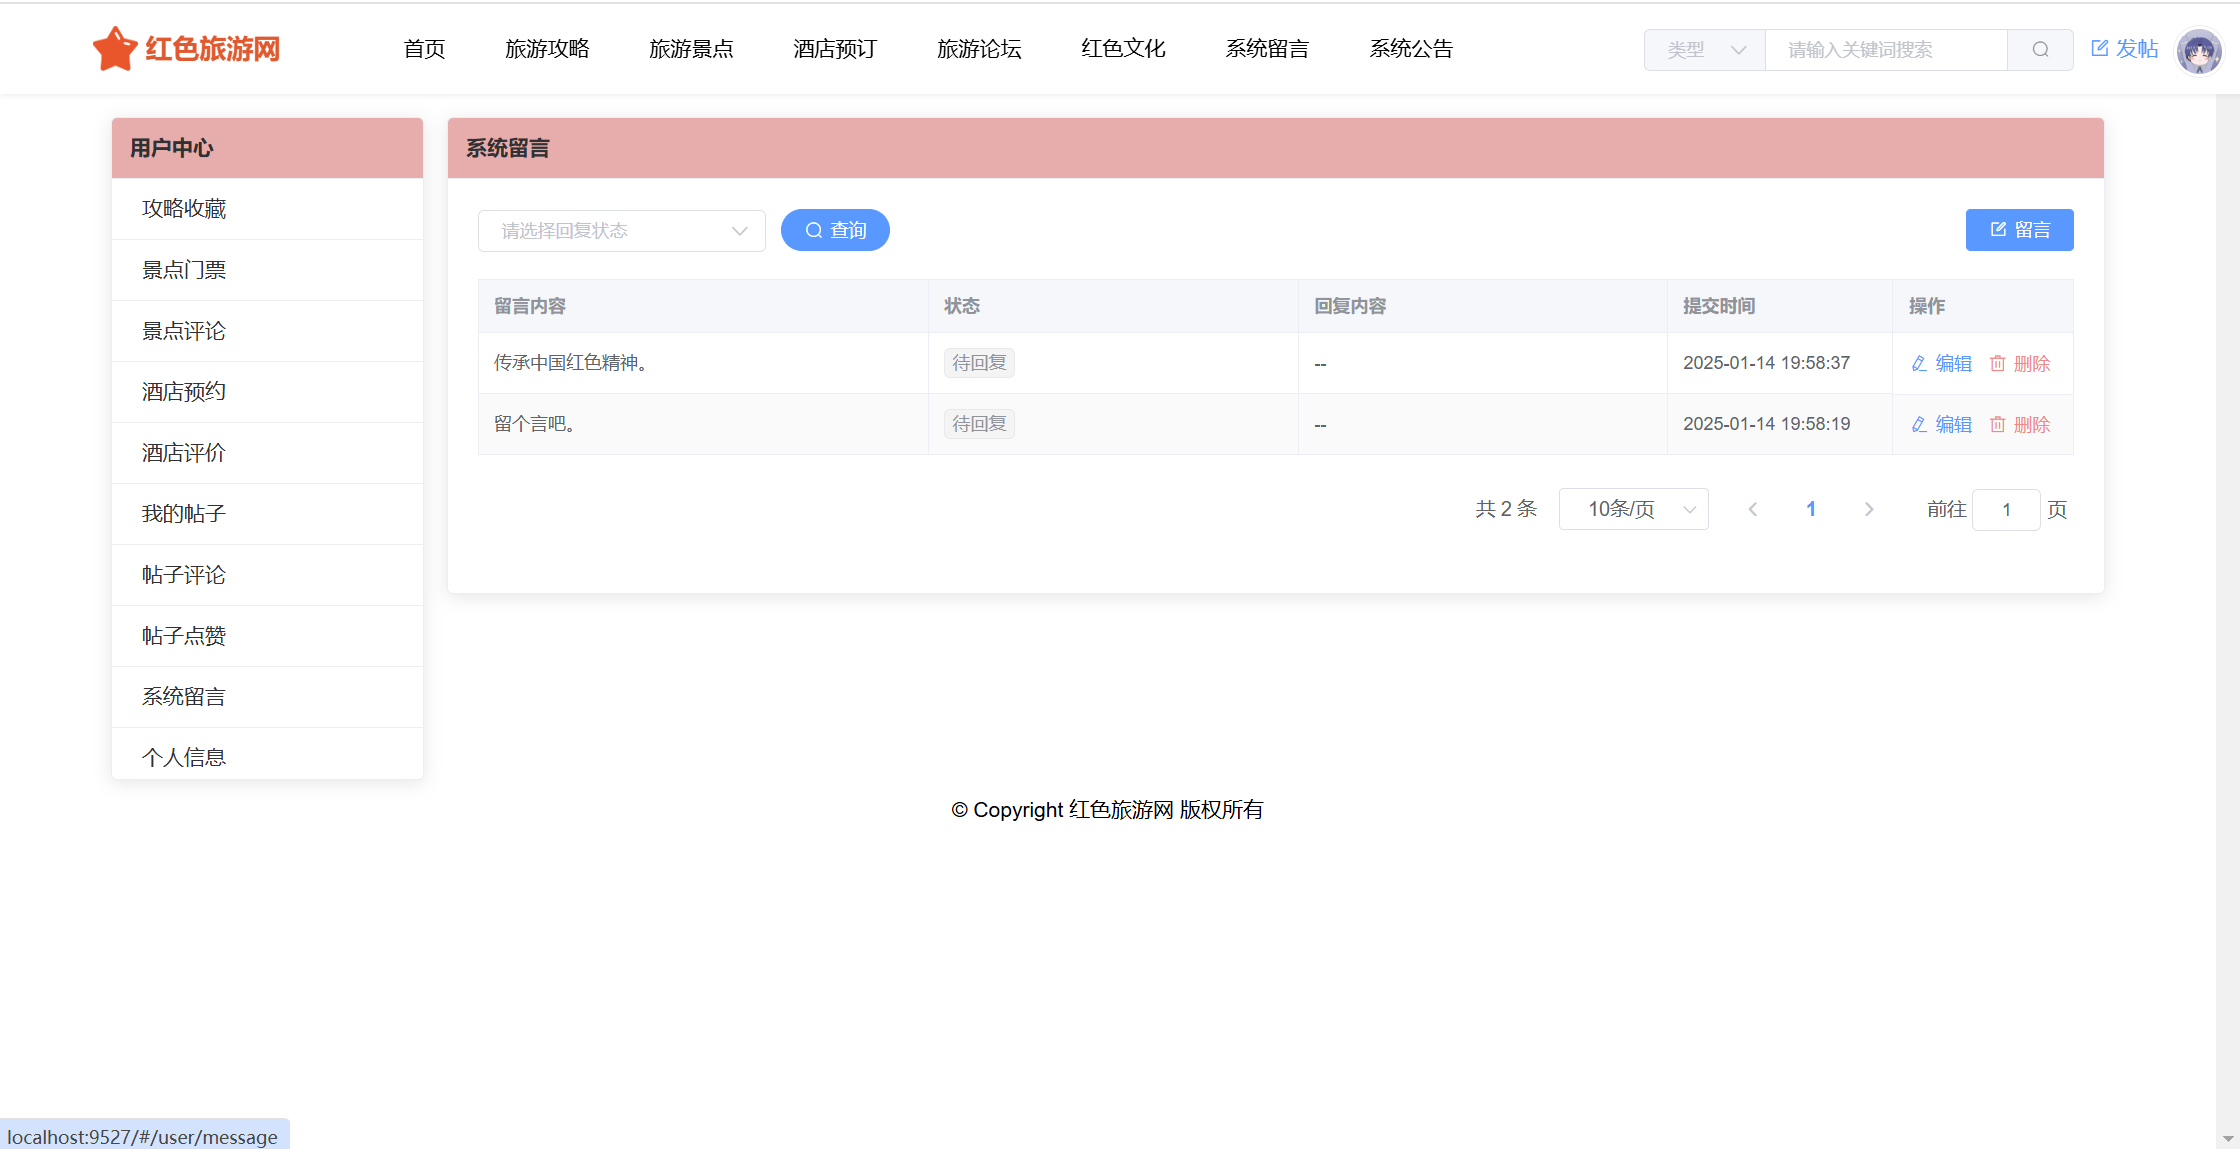 红色旅游网 首页 旅游攻略 旅游景点 酒店预订 旅游论坛 红色文化 系统留言 系统公告 类型 请输入关键词搜索 发帖
用户中心
攻略收藏
景点门票
景点评论
酒店预约
酒店评价
我的帖子
帖子评论
帖子点赞
系统留言
个人信息
系统留言
请选择回复状态 查询 留言
留言内容 状态 回复内容 提交时间 操作
传承中国红色精神。 待回复 -- 2025-01-14 19:58:37 编辑 删除
留个言吧。 待回复 -- 2025-01-14 19:58:19 编辑 删除
共 2 条 10条/页 1 前往 1 页
© Copyright 红色旅游网 版权所有
localhost:9527/#/user/message